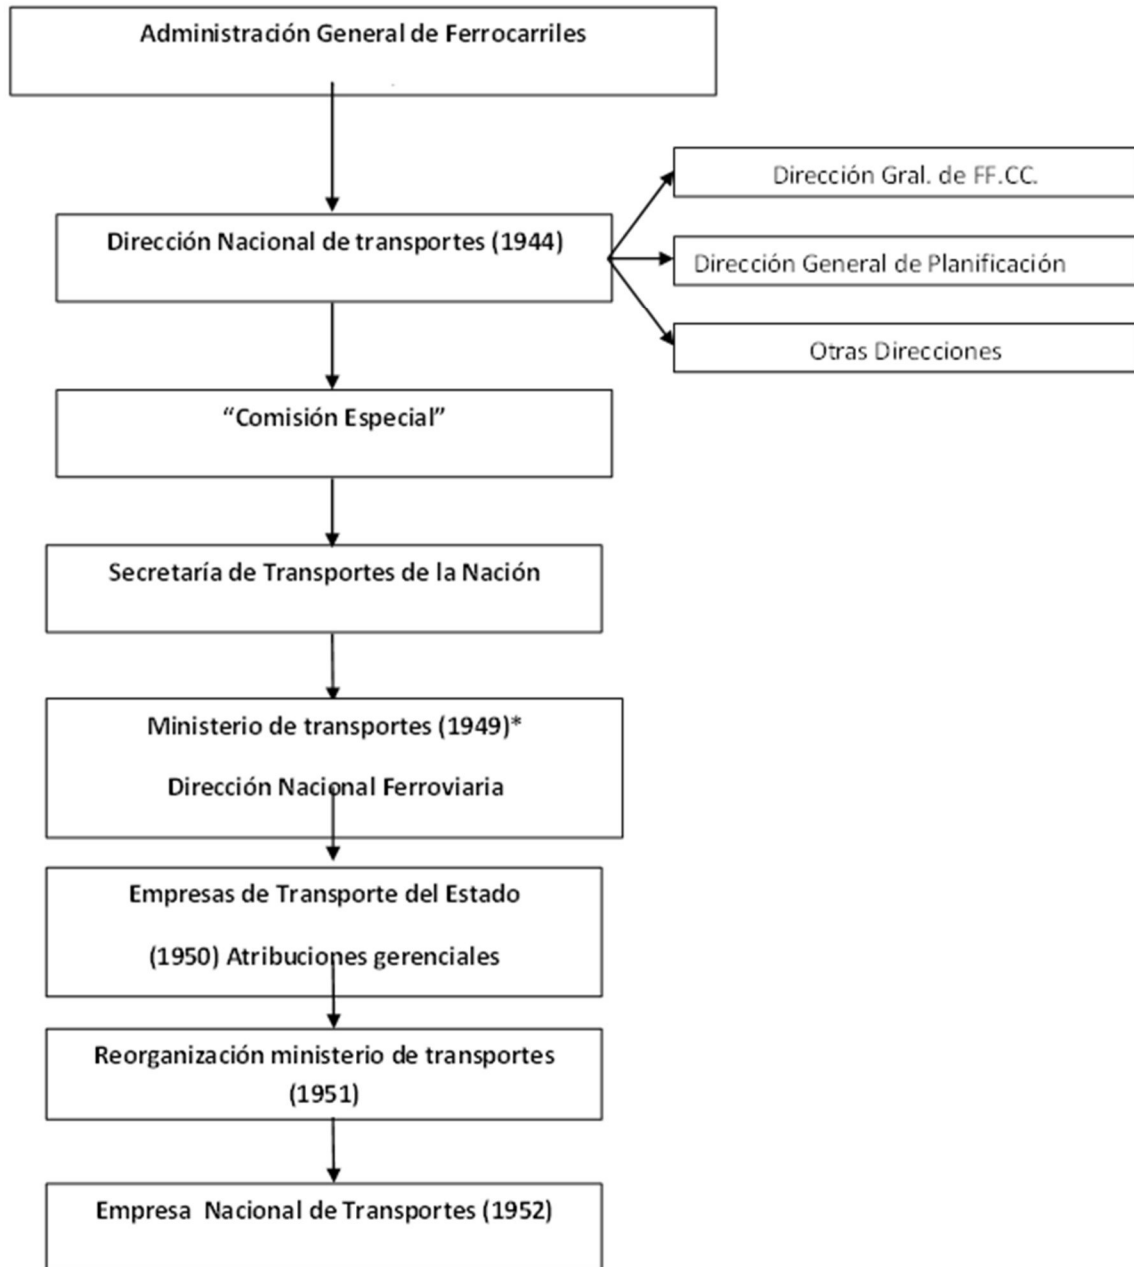 Administración General de Ferrocarriles
Dirección Nacional de transportes (1944)
Dirección Gral. de FF.CC.
Dirección General de Planificación
Otras Direcciones
“Comisión Especial”
Secretaría de Transportes de la Nación
Ministerio de transportes (1949)*
Dirección Nacional Ferroviaria
Empresas de Transporte del Estado
(1950) Atribuciones gerenciales
Reorganización ministerio de transportes
(1951)
Empresa Nacional de Transportes (1952)